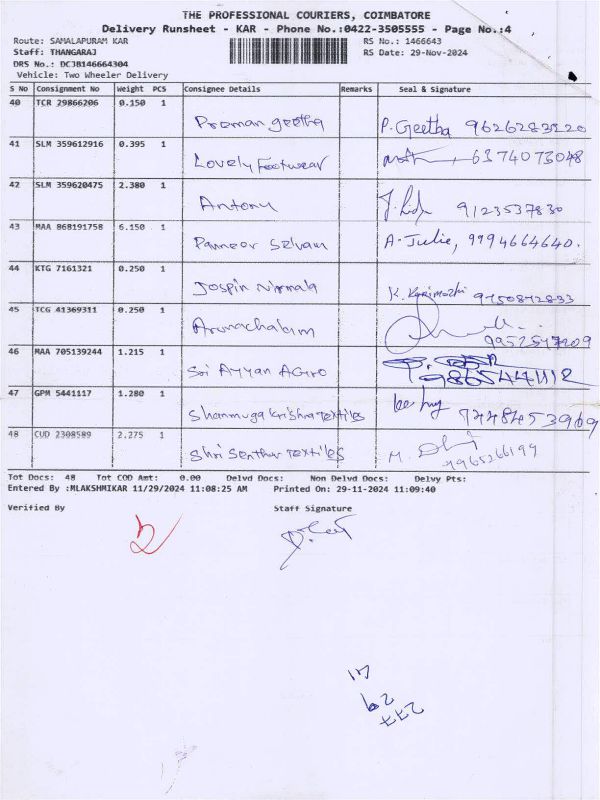 THE PROFESSIONAL COURIERS, COIMBATORE
Delivery Runsheet - KAR - Phone No.:0422-3505555 - Page No.:4
Route: SAMALAPURAM KAR RS No.: 1466643
Staff: THANGARAJ RS Date: 29-Nov-2024
DRS No.: DCJB146664304
Vehicle: Two Wheeler Delivery
S No Consignment No Weight PCS Consignee Details Remarks Seal & Signature
40 TCR 29866206 0.150 1
Preman geetha P. Geetha 9626283220
41 SLM 359612916 0.395 1
Lovely Footwear 6374073048
42 SLM 359620475 2.380 1
Antony 9123537830
43 MAA 868191758 6.150 1
Panneer Selvam A. Julie, 9994664640.
44 KTG 7161321 0.250 1
Jospin Nirmala K. 9750872833
45 TCG 41369311 0.250 1
Arunachalam
9952547209
46 MAA 705139244 1.215 1
Sri Ayyan Agro
9865441112
47 GPM 5441117 1.280 1
Shanmuga Krishna Textiles 9748453969
48 CUD 2308589 2.275 1
Shri Senthur Textiles M.
9965266199
Tot Docs: 48 Tot COD Amt: 0.00 Delvd Docs: Non Delvd Docs: Delvy Pts:
Entered By :MLAKSHMIKAR 11/29/2024 11:08:25 AM Printed On: 29-11-2024 11:09:40
Verified By Staff Signature